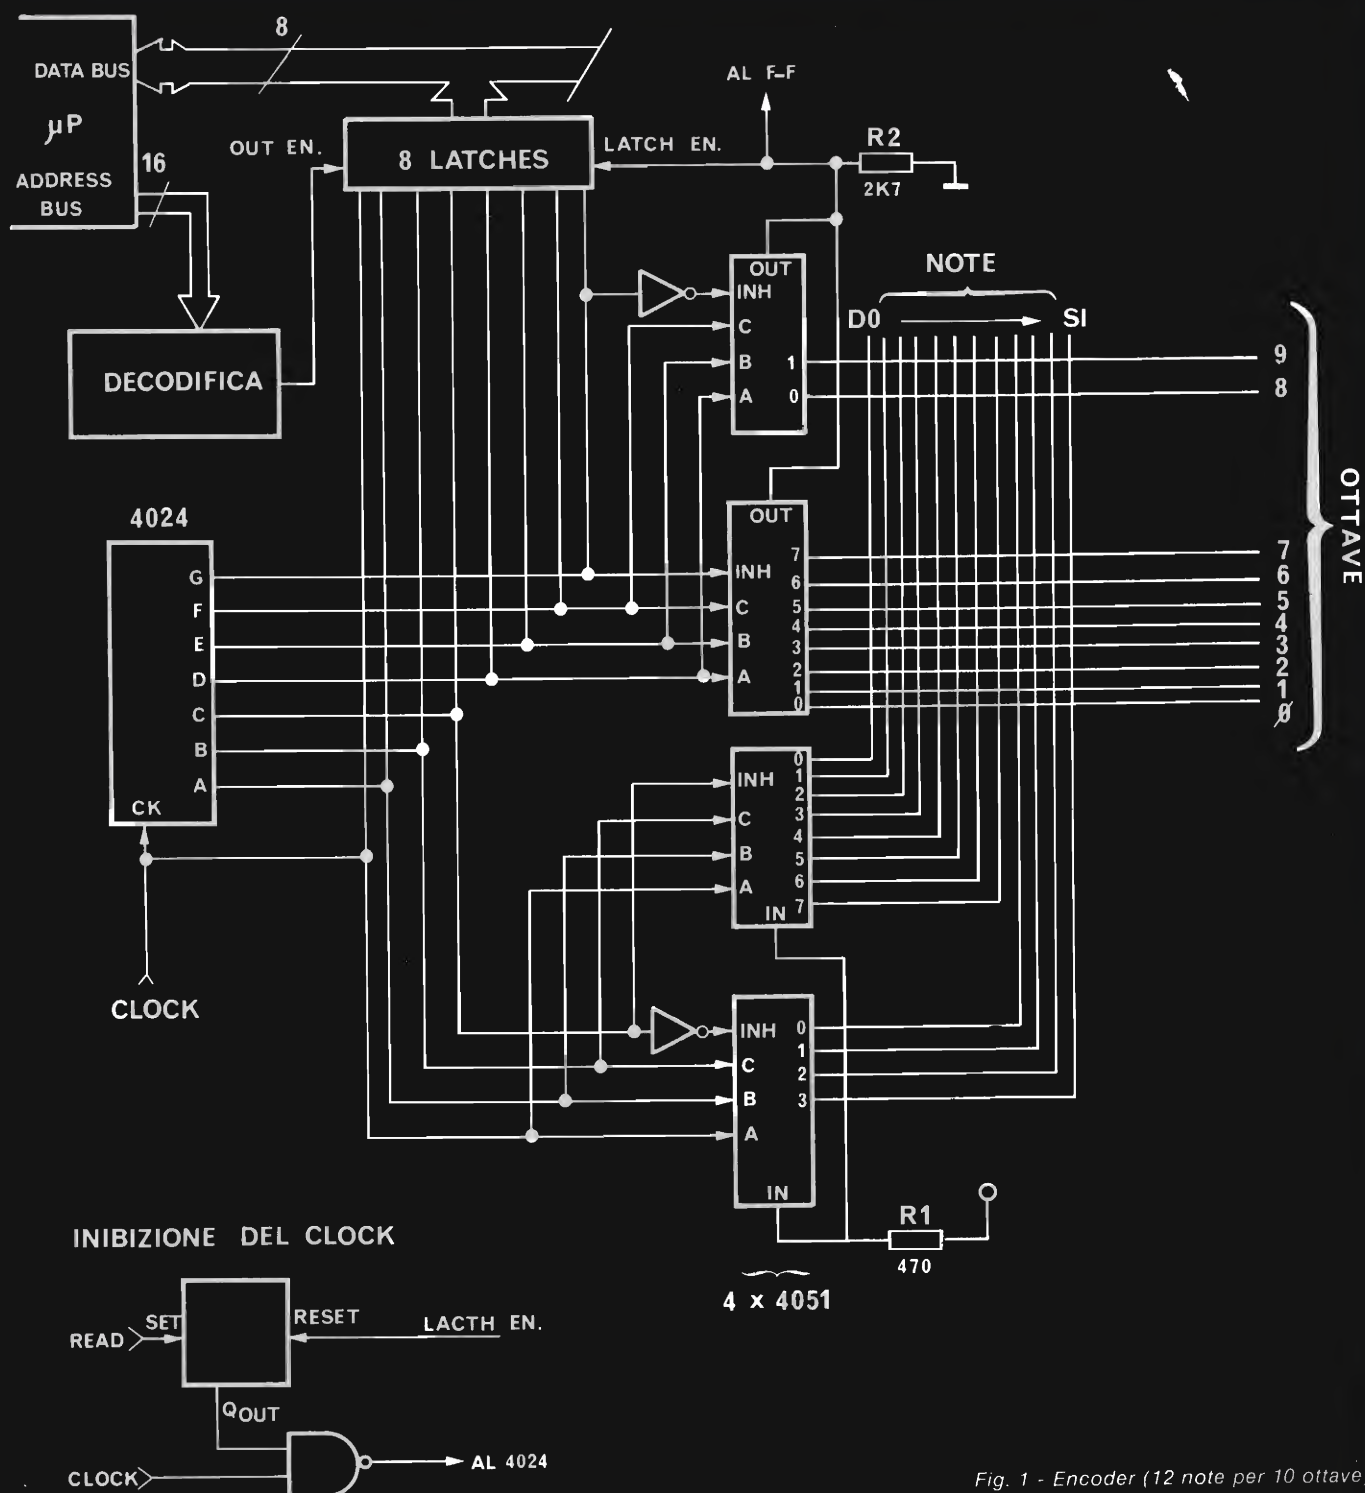 8
DATA BUS
µP
16
ADDRESS
BUS
OUT EN.
8 LATCHES
LATCH EN.
AL F-F
R2
2K7
DECODIFICA
OUT
INH
C
B
A
1
0
NOTE
DO
SI
9
8
7
6
5
4
3
2
1
0
OTTAVE
4024
G
F
E
D
C
B
A
CK
CLOCK
OUT
INH
C
B
A
7
6
5
4
3
2
1
0
INH
C
B
A
IN
0
1
2
3
4
5
6
7
INH
C
B
A
IN
0
1
2
3
R1
470
4 x 4051
INIBIZIONE DEL CLOCK
READ
SET
RESET
LACTH EN.
QOUT
CLOCK
AL 4024
Fig. 1 - Encoder (12 note per 10 ottave